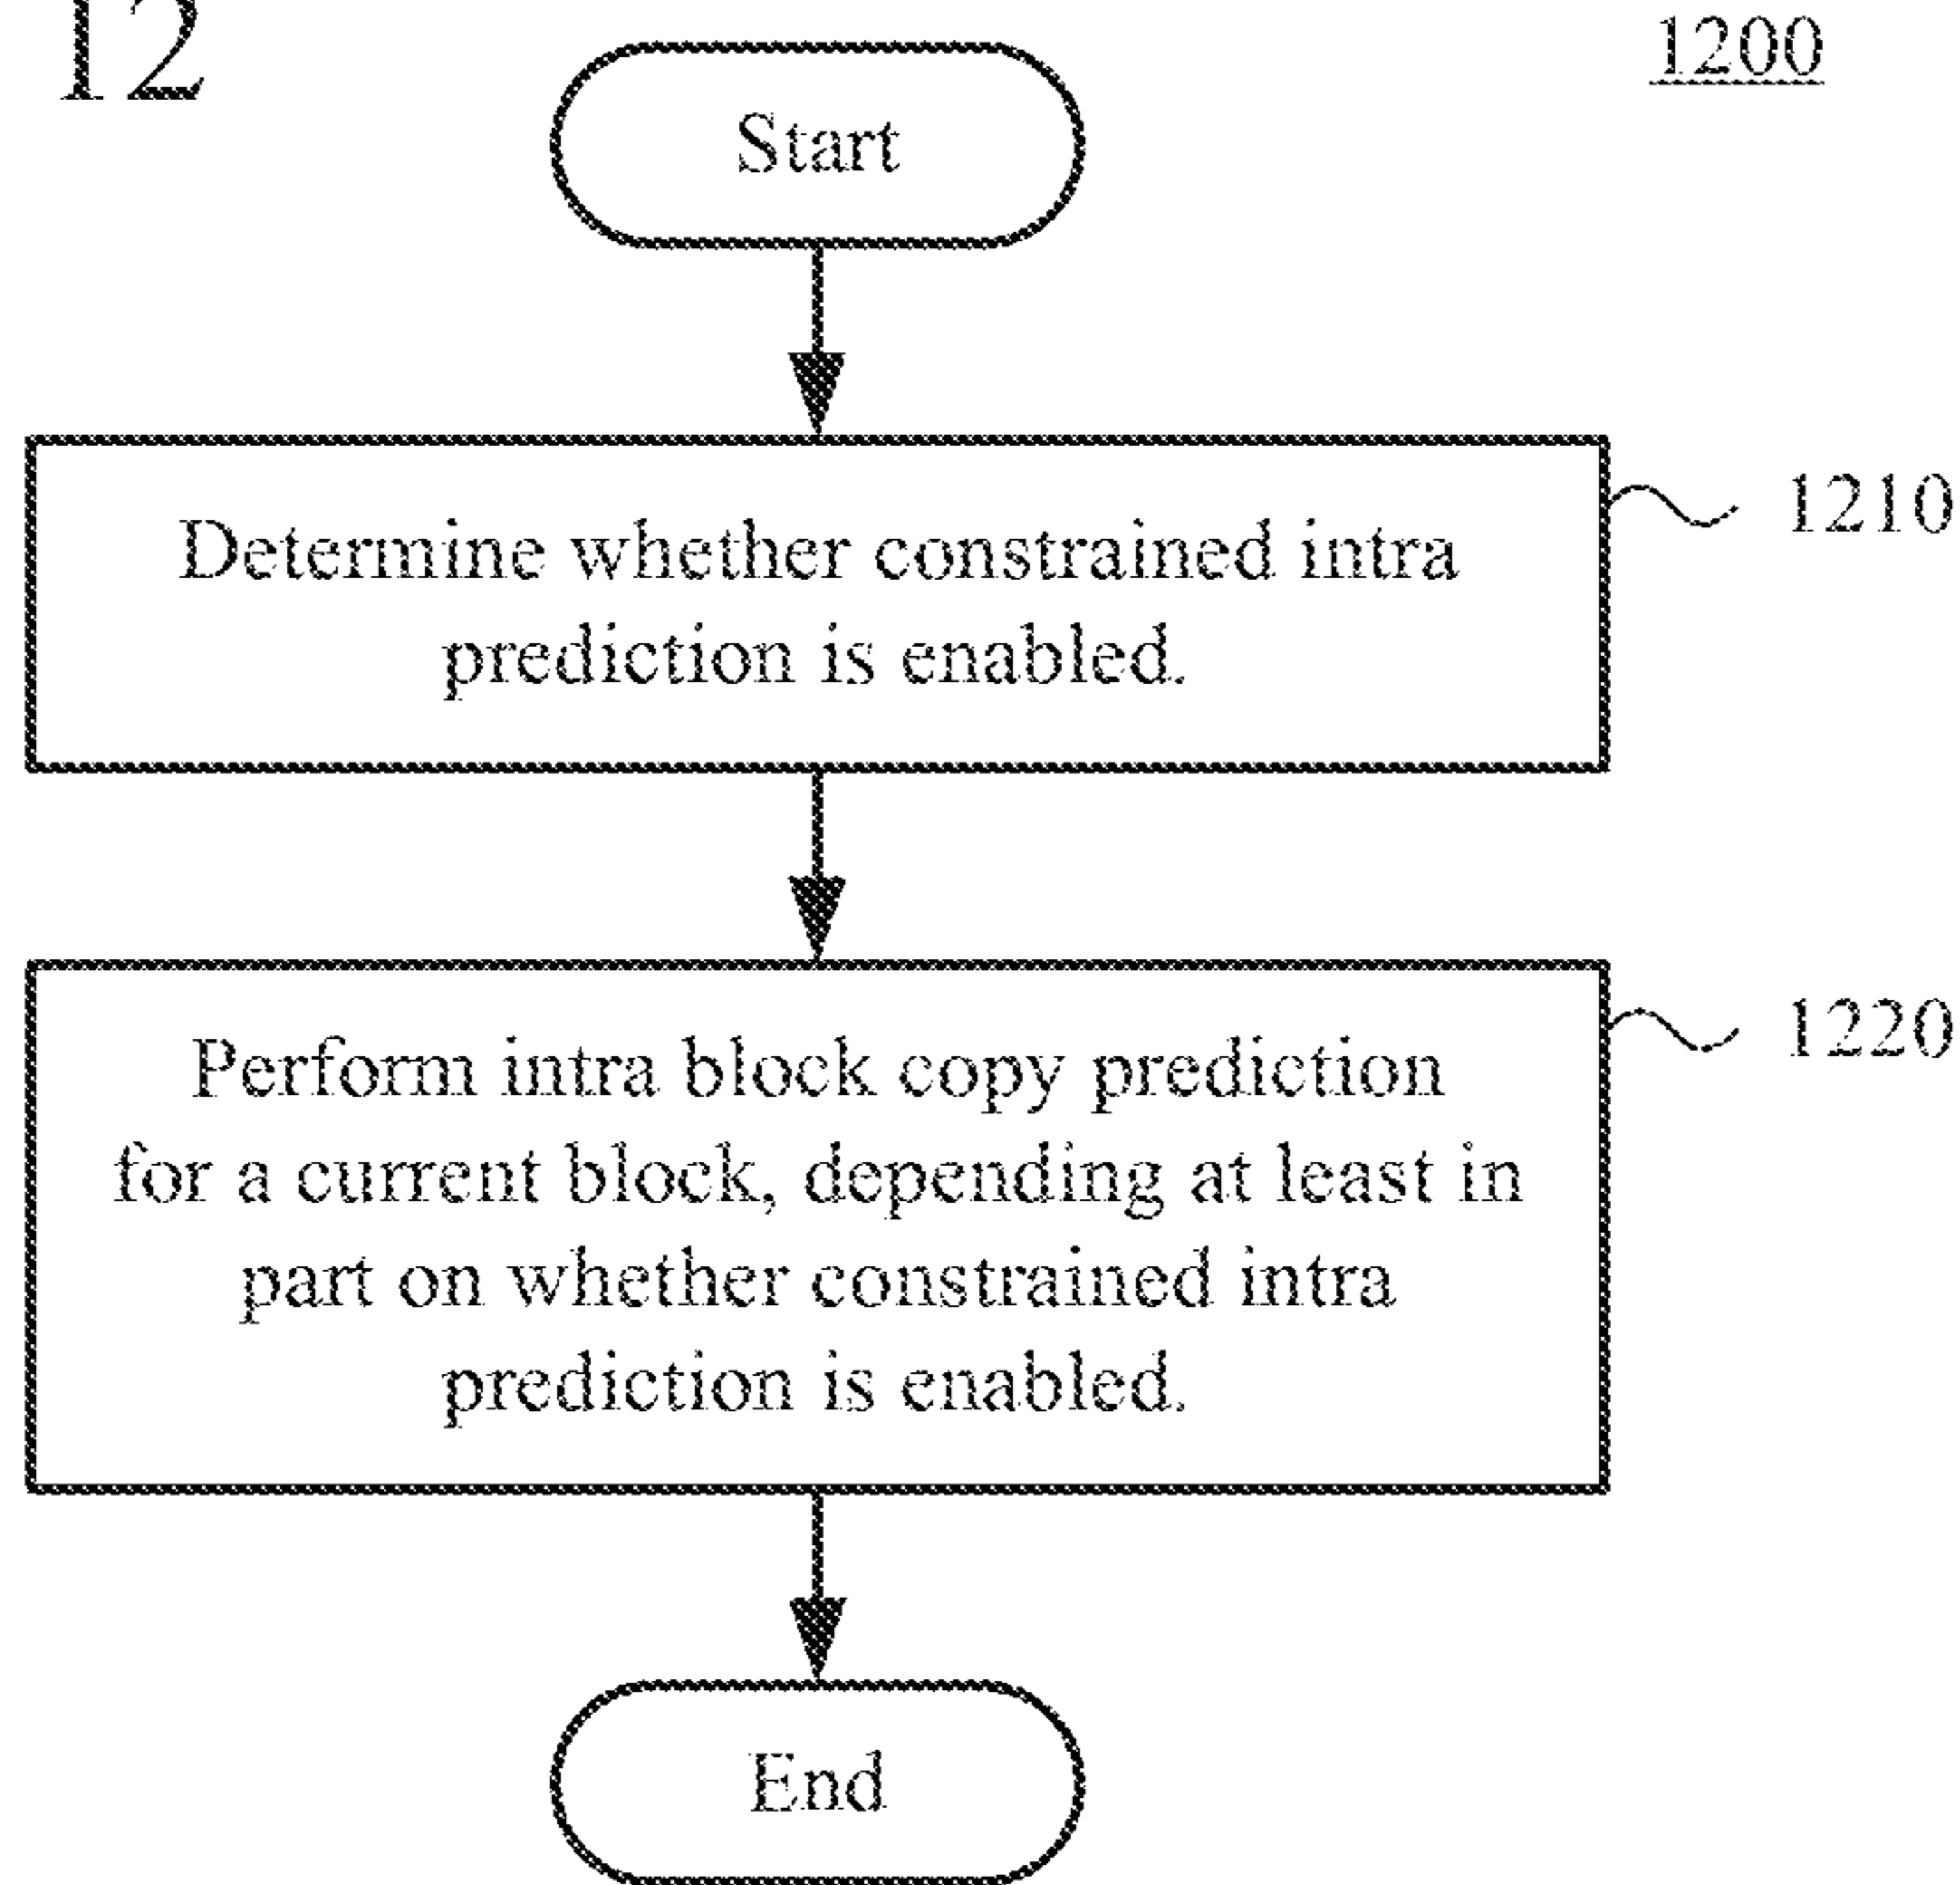 12
1200
Start
Determine whether constrained intra
prediction is enabled.
1210
Perform intra block copy prediction
for a current block, depending at least in
part on whether constrained intra
prediction is enabled.
1220
End